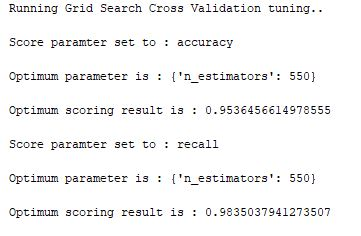 Running Grid Search Cross Validation tuning..
Score paramter set to : accuracy
Optimum parameter is : {'n_estimators': 550}
Optimum scoring result is : 0.9536456614978555
Score paramter set to : recall
Optimum parameter is : {'n_estimators': 550}
Optimum scoring result is : 0.9835037941273507